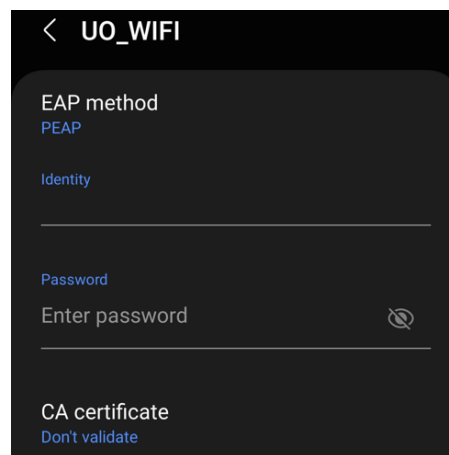 UO_WIFI
EAP method
PEAP
Identity
Password
Enter password
CA certificate
Don't validate